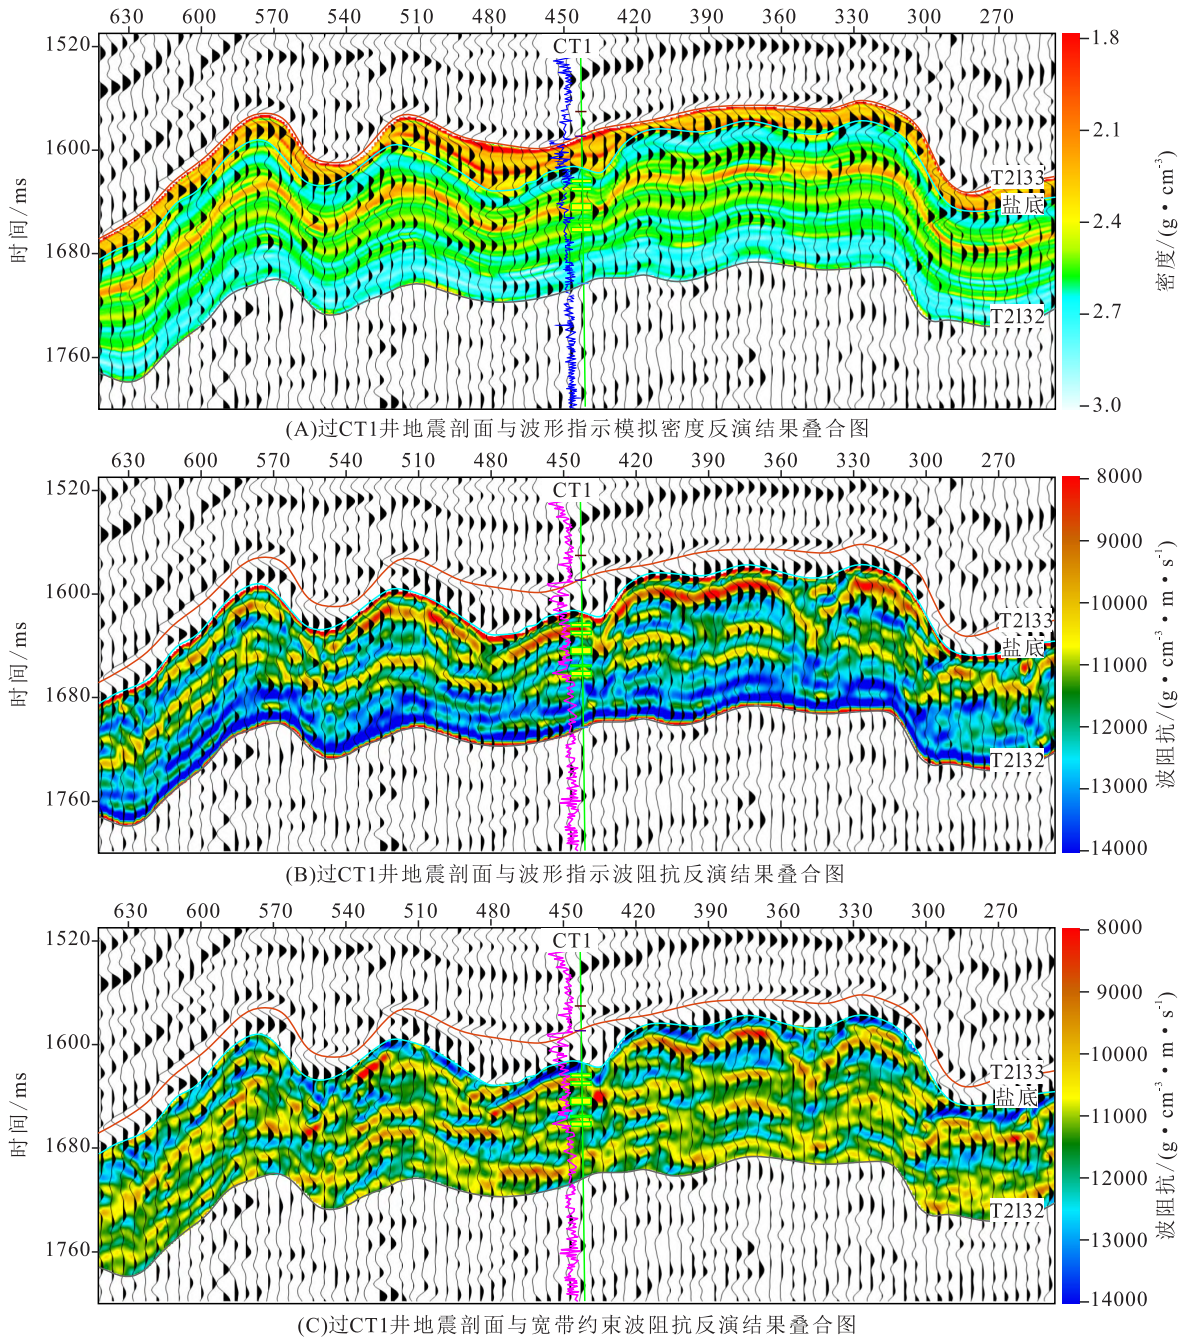 630 600 570 540 510 480 450 420 390 360 330 300 270
CT1
1520
1600
1680
1760
时间/ms
T2l33
盐底
T2l32
1.8
2.1
2.4
2.7
3.0
密度/(g·cm⁻³)
(A)过CT1井地震剖面与波形指示模拟密度反演结果叠合图
630 600 570 540 510 480 450 420 390 360 330 300 270
CT1
1520
1600
1680
1760
时间/ms
T2l33
盐底
T2l32
8000
9000
10000
11000
12000
13000
14000
波阻抗/(g·cm⁻³·m·s⁻¹)
(B)过CT1井地震剖面与波形指示波阻抗反演结果叠合图
630 600 570 540 510 480 450 420 390 360 330 300 270
CT1
1520
1600
1680
1760
时间/ms
T2l33
盐底
T2l32
8000
9000
10000
11000
12000
13000
14000
波阻抗/(g·cm⁻³·m·s⁻¹)
(C)过CT1井地震剖面与宽带约束波阻抗反演结果叠合图